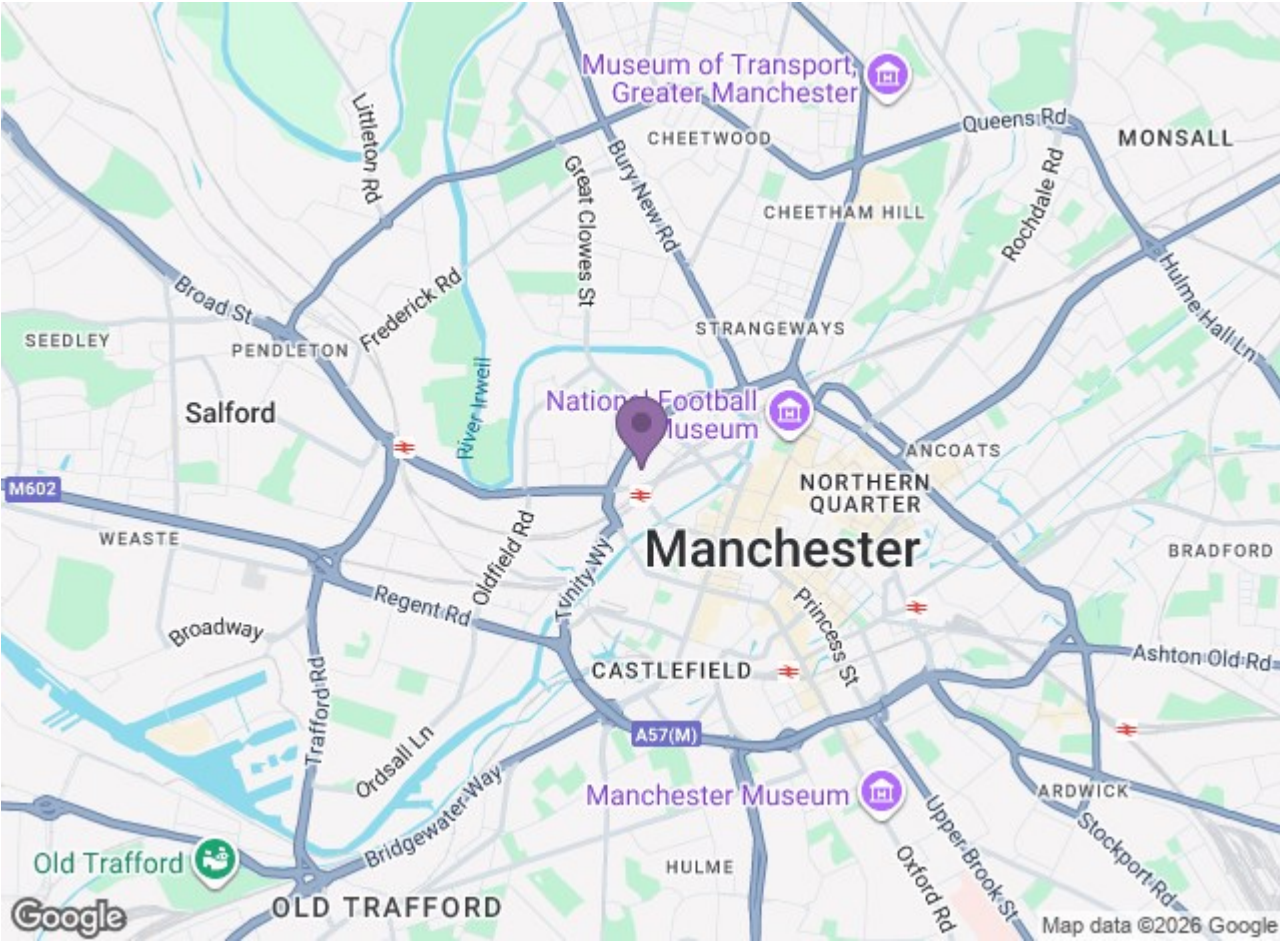 Museum of Transport,
Greater Manchester
Queens Rd
CHEETWOOD
MONSALL
Littleton Rd
Great Clowes St
Bury New Rd
Rochdale Rd
CHEETHAM HILL
Hulme Hall Ln
Broad St
Frederick Rd
STRANGEWAYS
SEEDLEY
PENDLETON
River Irwell
National Football
Museum
Salford
ANCOATS
M602
NORTHERN
QUARTER
WEASTE
Oldfield Rd
Manchester
BRADFORD
Trinity Wy
Regent Rd
Princess St
Broadway
Ashton Old Rd
CASTLEFIELD
Trafford Rd
A57(M)
Ordsall Ln
Manchester Museum
ARDWICK
Bridgewater Way
Upper Brook St
Stockport Rd
Old Trafford
HULME
Oxford Rd
OLD TRAFFORD
Google
Map data ©2026 Google